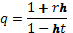 q = (1 + rh) / (1 − ht)